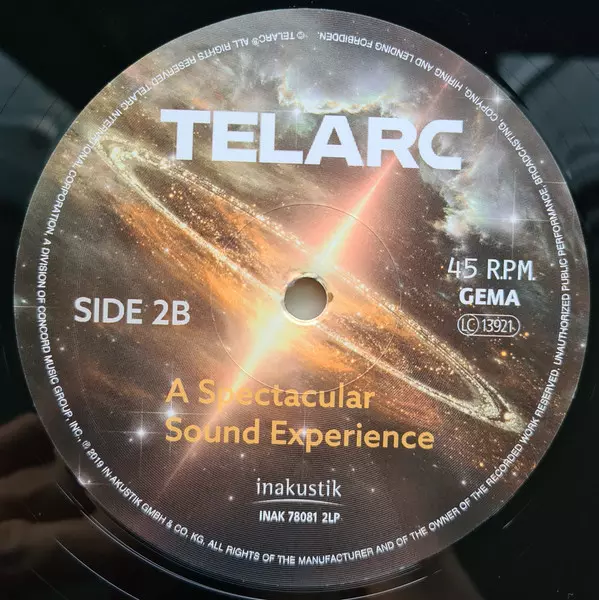 TELARC
SIDE 2B
45 R.P.M.
GEMA
LC 13921
A Spectacular
Sound Experience
inakustik
INAK 78081 2LP
℗ 2019 IN-AKUSTIK GMBH & CO. KG. ALL RIGHTS OF THE MANUFACTURER AND OF THE OWNER OF THE RECORDED WORK RESERVED. UNAUTHORIZED PUBLIC PERFORMANCE, BROADCASTING, COPYING, HIRING AND LENDING FORBIDDEN.
© TELARC® ALL RIGHTS RESERVED.TELARC INTERNATIONAL CORPORATION, A DIVISION OF CONCORD MUSIC GROUP, INC.,